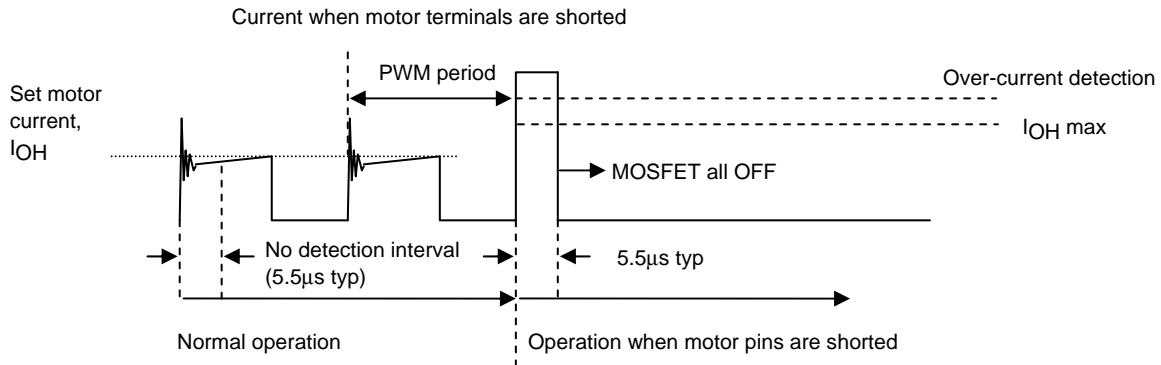 Current when motor terminals are shorted
PWM period
Over-current detection
Set motor
current,
IOH
IOH max
MOSFET all OFF
No detection interval
(5.5μs typ)
5.5μs typ
Normal operation
Operation when motor pins are shorted